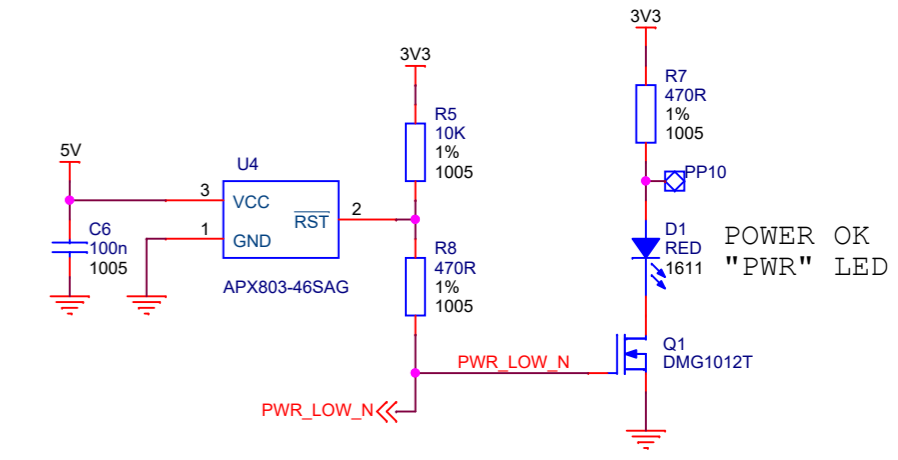 3V3
R7
470R
1%
1005
PP10
D1
RED
1611
POWER OK
"PWR" LED
Q1
DMG1012T
3V3
R5
10K
1%
1005
5V
C6
100n
1005
U4
3
VCC
1
GND
RST
2
APX803-46SAG
R8
470R
1%
1005
PWR_LOW_N
PWR_LOW_N